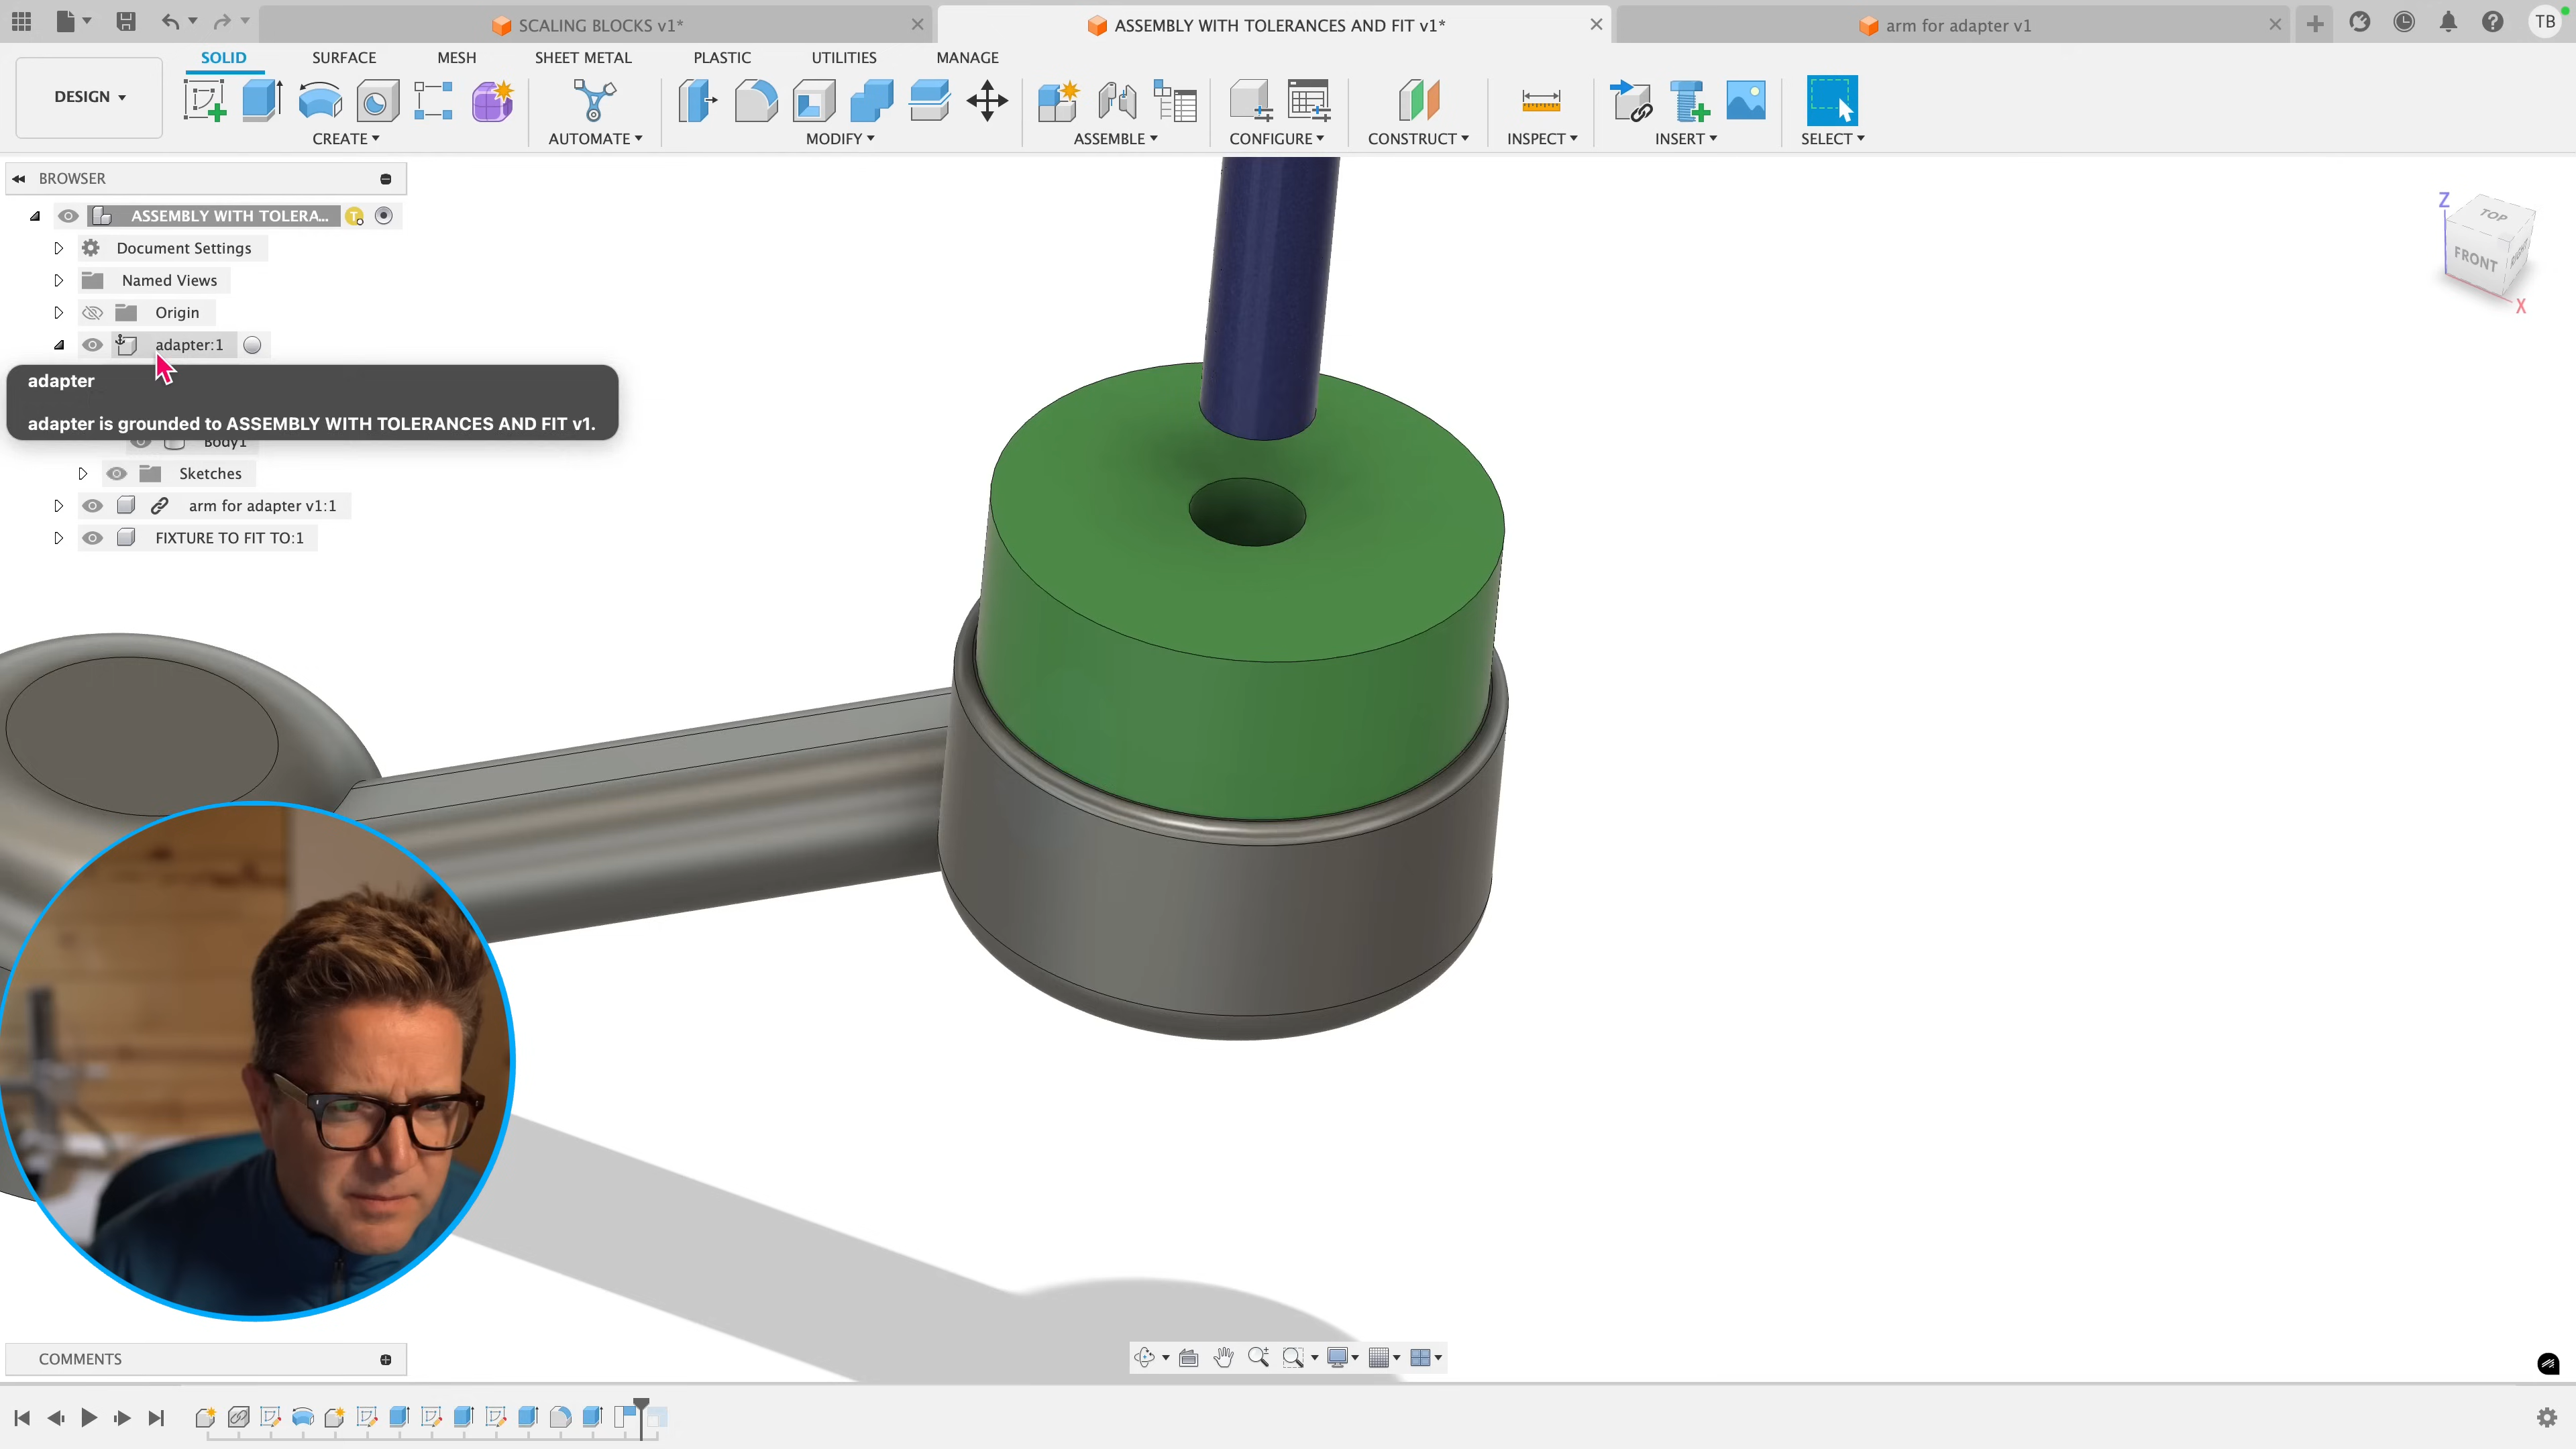 SCALING BLOCKS v1*
ASSEMBLY WITH TOLERANCES AND FIT v1*
arm for adapter v1
TB
SOLID
SURFACE
MESH
SHEET METAL
PLASTIC
UTILITIES
MANAGE
DESIGN
CREATE
AUTOMATE
MODIFY
ASSEMBLE
CONFIGURE
CONSTRUCT
INSPECT
INSERT
SELECT
BROWSER
ASSEMBLY WITH TOLERA...
Document Settings
Named Views
Origin
adapter:1
adapter
adapter is grounded to ASSEMBLY WITH TOLERANCES AND FIT v1.
Body1
Sketches
arm for adapter v1:1
FIXTURE TO FIT TO:1
Z
TOP
FRONT
RIGHT
X
COMMENTS